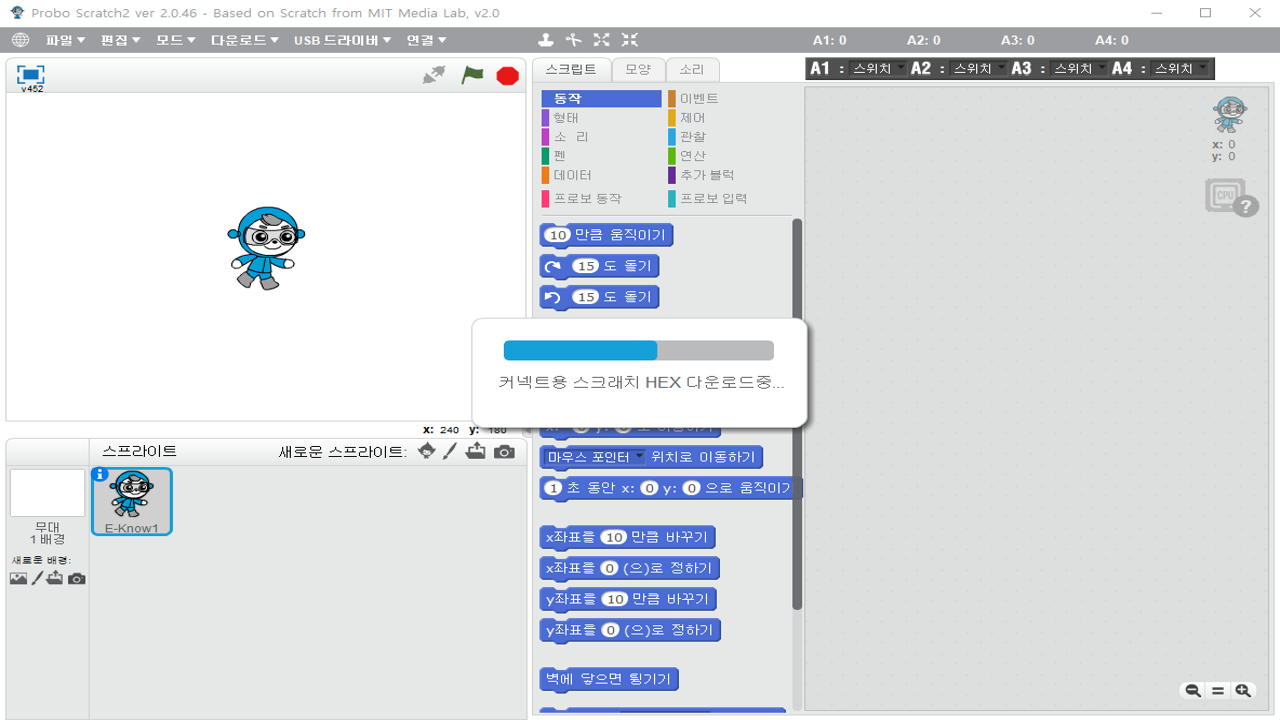 Probo Scratch2 ver 2.0.46 - Based on Scratch from MIT Media Lab, v2.0
파일 편집 모드 다운로드 USB 드라이버 연결 A1: 0 A2: 0 A3: 0 A4: 0
v452
스크립트 모양 소리
A1 : 스위치 A2 : 스위치 A3 : 스위치 A4 : 스위치
동작 이벤트
형태 제어
소 리 관찰
펜 연산
데이터 추가 블럭
프로보 동작 프로보 입력
x: 0
y: 0
CPU ?
10 만큼 움직이기
15 도 돌기
15 도 돌기
커넥트용 스크래치 HEX 다운로드중...
x: 240 y: 180
스프라이트 새로운 스프라이트:
마우스 포인터 위치로 이동하기
1 초 동안 x: 0 y: 0 으로 움직이기
E-Know1
무대
1 배경
새로운 배경:
x좌표를 10 만큼 바꾸기
x좌표를 0 (으)로 정하기
y좌표를 10 만큼 바꾸기
y좌표를 0 (으)로 정하기
벽에 닿으면 튕기기